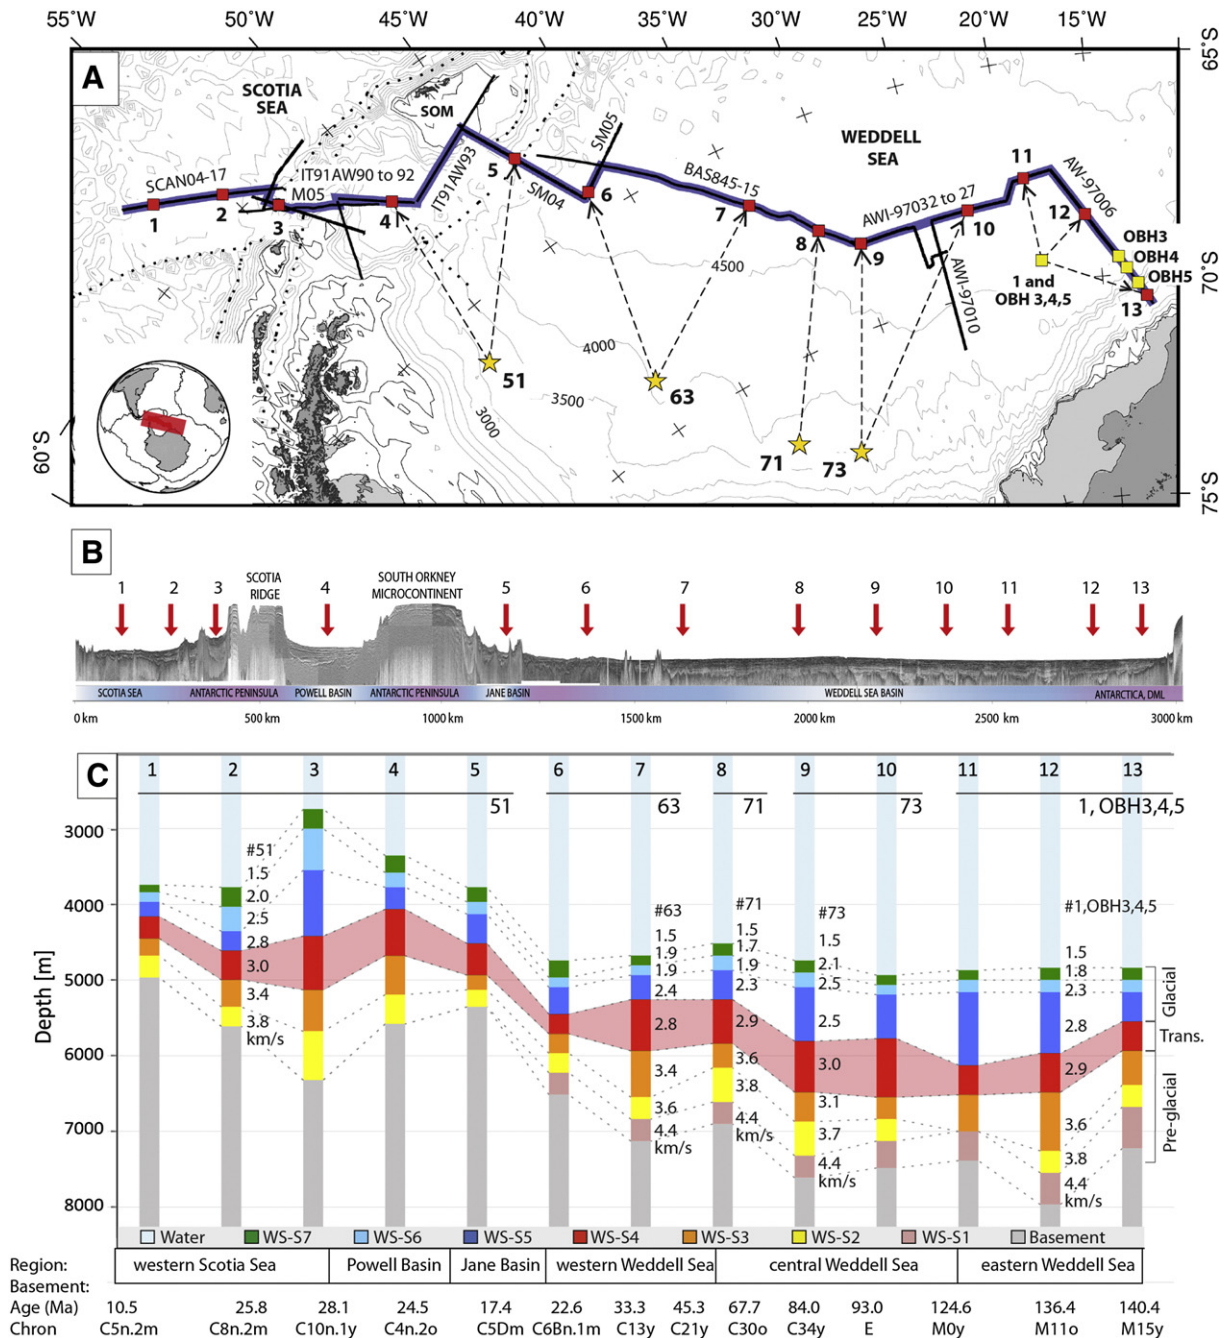 55°W 50°W 45°W 40°W 35°W 30°W 25°W 20°W 15°W
A
65°S
SCOTIA
SEA
SOM
SM05
WEDDELL
SEA
SCAN04-17
IT91AW90 to 92
M05
IT91AW93
SM04
BAS845-15
AWI-97032 to 27
AW-97006
AWI-97010
1
2
3
4
5
6
7
8
9
10
11
12
13
OBH3
OBH4
OBH5
1 and
OBH 3,4,5
70°S
4500
4000
3500
3000
51
63
71
73
60°S
75°S
B
1 2 3 SCOTIA RIDGE 4 SOUTH ORKNEY MICROCONTINENT 5 6 7 8 9 10 11 12 13
SCOTIA SEA ANTARCTIC PENINSULA POWELL BASIN ANTARCTIC PENINSULA JANE BASIN WEDDELL SEA BASIN ANTARCTICA, DML
0 km 500 km 1000 km 1500 km 2000 km 2500 km 3000 km
C
1 2 3 4 5 6 7 8 9 10 11 12 13
51 63 71 73 1, OBH3,4,5
Depth [m]
3000
4000
5000
6000
7000
8000
#51
1.5
2.0
2.5
2.8
3.0
3.4
3.8
km/s
#63
1.5
1.9
1.9
2.4
2.8
3.4
3.6
4.4
km/s
#71
1.5
1.7
1.9
2.3
2.9
3.6
3.8
4.4
km/s
#73
1.5
2.1
2.5
2.5
3.0
3.1
3.7
4.4
km/s
#1,OBH3,4,5
1.5
1.8
2.3
2.8
2.9
3.6
3.8
4.4
km/s
Glacial
Trans.
Pre-glacial
Water WS-S7 WS-S6 WS-S5 WS-S4 WS-S3 WS-S2 WS-S1 Basement
Region: western Scotia Sea Powell Basin Jane Basin western Weddell Sea central Weddell Sea eastern Weddell Sea
Basement:
Age (Ma) 10.5 25.8 28.1 24.5 17.4 22.6 33.3 45.3 67.7 84.0 93.0 124.6 136.4 140.4
Chron C5n.2m C8n.2m C10n.1y C4n.2o C5Dm C6Bn.1m C13y C21y C30o C34y E M0y M11o M15y